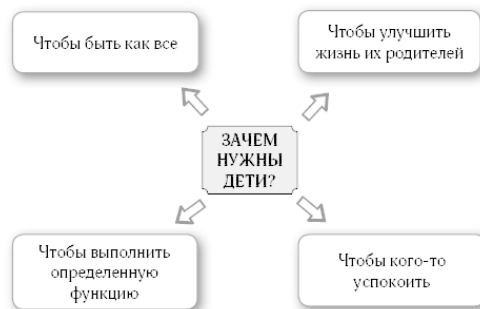 Чтобы быть как все
Чтобы улучшить
жизнь их родителей
ЗАЧЕМ
НУЖНЫ
ДЕТИ?
Чтобы выполнить
определенную
функцию
Чтобы кого-то
успокоить